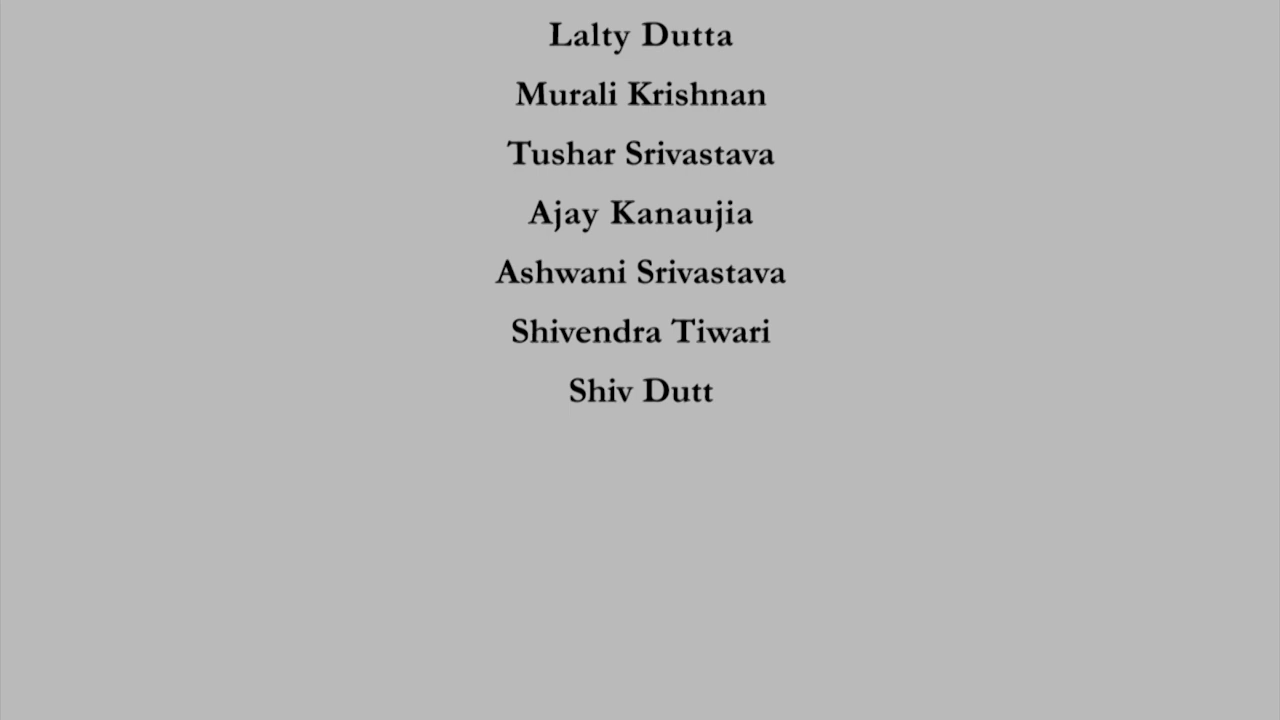 Lalty Dutta
Murali Krishnan
Tushar Srivastava
Ajay Kanaujia
Ashwani Srivastava
Shivendra Tiwari
Shiv Dutt